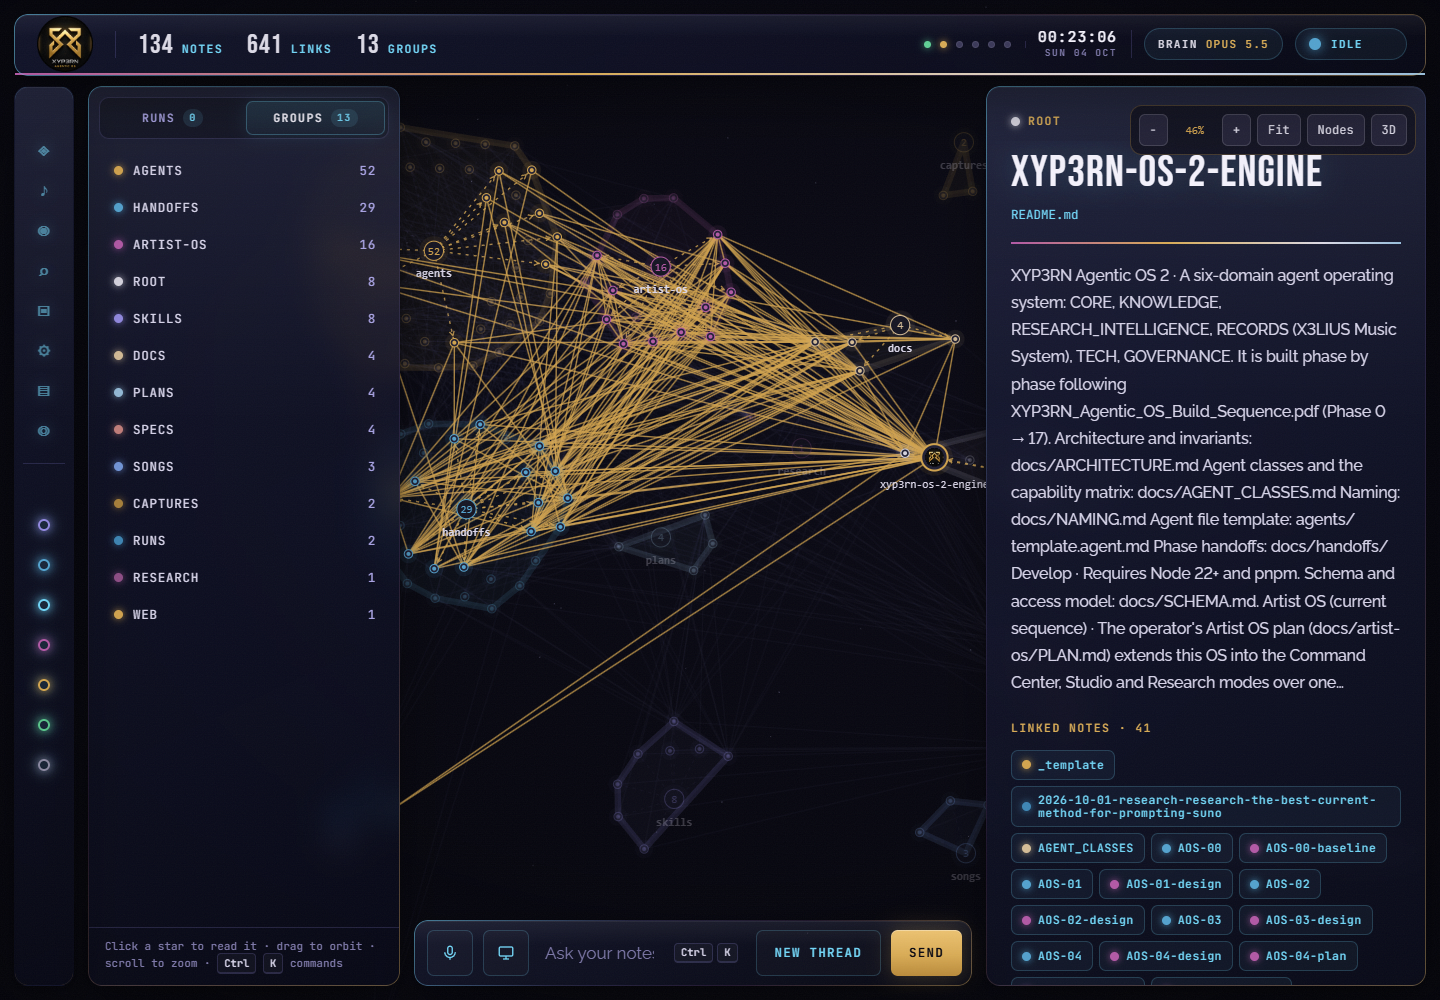 XYP3RN
134 NOTES 641 LINKS 13 GROUPS
00:23:06
SUN 04 OCT
BRAIN OPUS 5.5
IDLE
RUNS 0
GROUPS 13
AGENTS 52
HANDOFFS 29
ARTIST-OS 16
ROOT 8
SKILLS 8
DOCS 4
PLANS 4
SPECS 4
SONGS 3
CAPTURES 2
RUNS 2
RESEARCH 1
WEB 1
Click a star to read it · drag to orbit ·
scroll to zoom · Ctrl K commands
2
captures
52
agents
16
artist-os
4
docs
research
xyp3rn-os-2-engine
29
handoffs
4
plans
8
skills
3
songs
Ask your notes
Ctrl K
NEW THREAD
SEND
ROOT
- 46% + Fit Nodes 3D
XYP3RN-OS-2-ENGINE
README.md
XYP3RN Agentic OS 2 · A six-domain agent operating
system: CORE, KNOWLEDGE,
RESEARCH_INTELLIGENCE, RECORDS (X3LIUS Music
System), TECH, GOVERNANCE. It is built phase by
phase following
XYP3RN_Agentic_OS_Build_Sequence.pdf (Phase 0
→ 17). Architecture and invariants:
docs/ARCHITECTURE.md Agent classes and the
capability matrix: docs/AGENT_CLASSES.md Naming:
docs/NAMING.md Agent file template: agents/
template.agent.md Phase handoffs: docs/handoffs/
Develop · Requires Node 22+ and pnpm. Schema and
access model: docs/SCHEMA.md. Artist OS (current
sequence) · The operator's Artist OS plan (docs/artist-
os/PLAN.md) extends this OS into the Command
Center, Studio and Research modes over one…
LINKED NOTES · 41
_template
2026-10-01-research-research-the-best-current-
method-for-prompting-suno
AGENT_CLASSES AOS-00 AOS-00-baseline
AOS-01 AOS-01-design AOS-02
AOS-02-design AOS-03 AOS-03-design
AOS-04 AOS-04-design AOS-04-plan